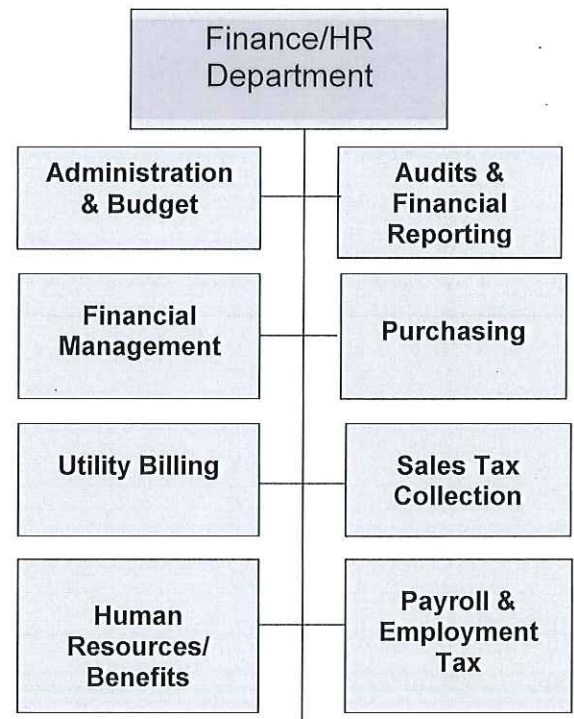 Finance/HR
Department
Administration
& Budget
Audits &
Financial
Reporting
Financial
Management
Purchasing
Utility Billing
Sales Tax
Collection
Human
Resources/
Benefits
Payroll &
Employment
Tax